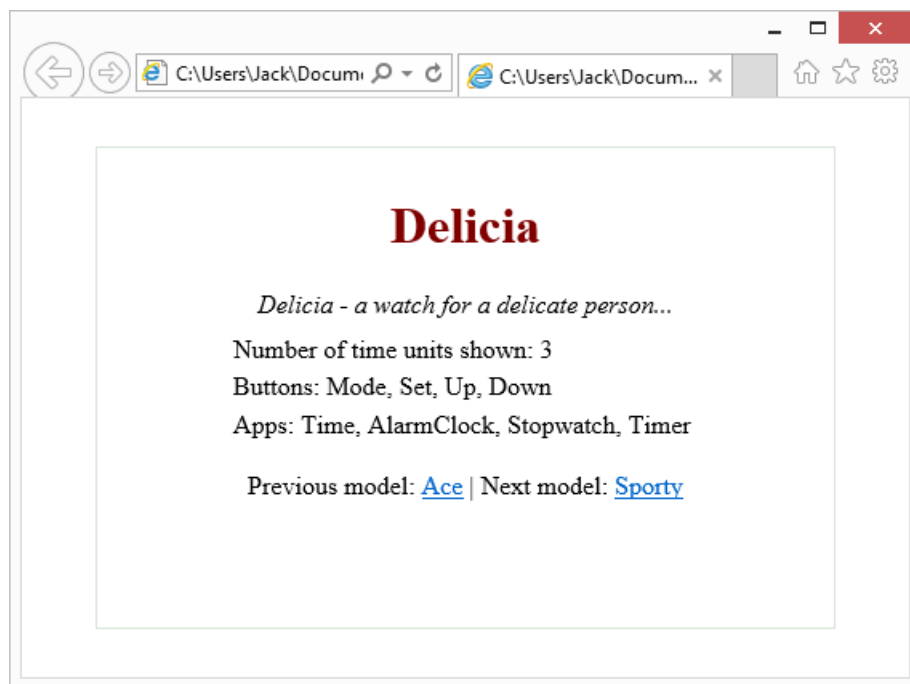 C:\Users\Jack\Docum
C:\Users\Jack\Docum...
Delicia
Delicia - a watch for a delicate person...
Number of time units shown: 3
Buttons: Mode, Set, Up, Down
Apps: Time, AlarmClock, Stopwatch, Timer
Previous model: Ace | Next model: Sporty